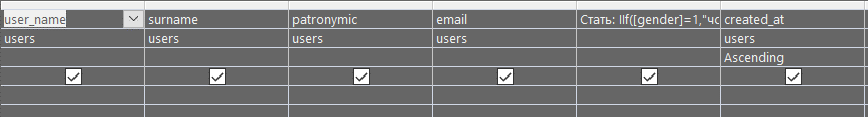 user_name surname patronymic email Стать: IIf([gender]=1,"чо created_at
users users users users users
Ascending